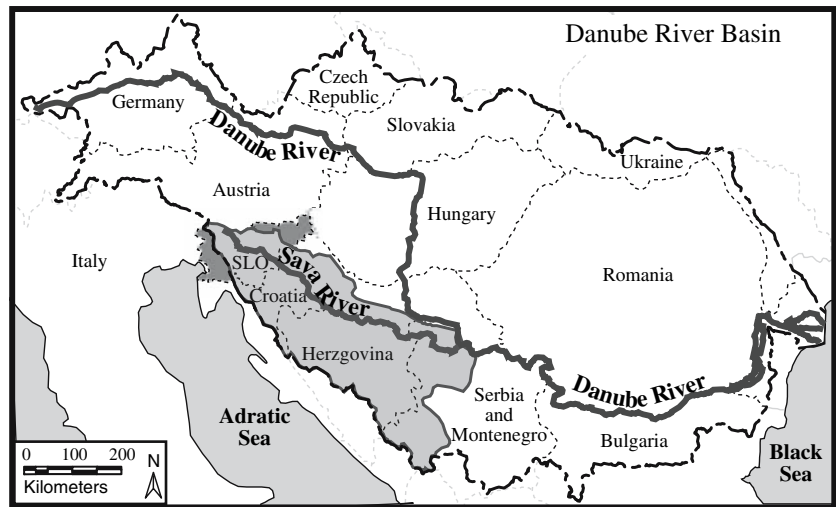 Danube River Basin
Czech
Republic
Germany
Slovakia
Danube River
Ukraine
Austria
Hungary
Italy
SLO
Sava River
Romania
Croatia
Herzgovina
Danube River
Serbia
and
Montenegro
Adratic
Sea
Bulgaria
Black
Sea
0 100 200
Kilometers
N